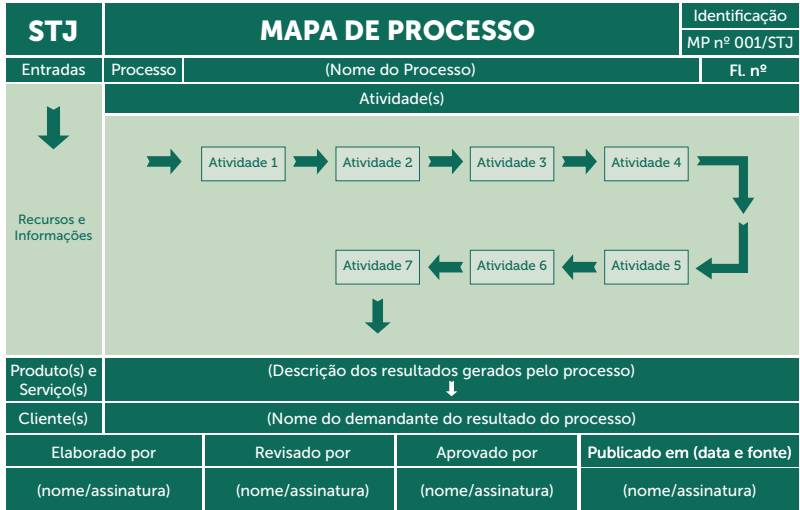 STJ
MAPA DE PROCESSO
Identificação
MP nº 001/STJ
Entradas
Processo
(Nome do Processo)
Fl. nº
Atividade(s)
Recursos e
Informações
Atividade 1
Atividade 2
Atividade 3
Atividade 4
Atividade 7
Atividade 6
Atividade 5
Produto(s) e
Serviço(s)
(Descrição dos resultados gerados pelo processo)
Cliente(s)
(Nome do demandante do resultado do processo)
Elaborado por
Revisado por
Aprovado por
Publicado em (data e fonte)
(nome/assinatura)
(nome/assinatura)
(nome/assinatura)
(nome/assinatura)